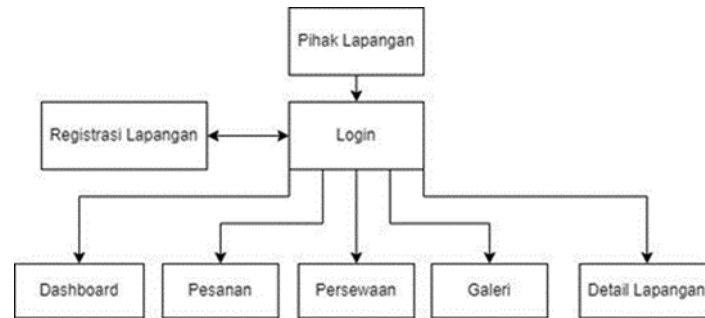 Pihak Lapangan
Registrasi Lapangan
Login
Dashboard
Pesanan
Persewaan
Galeri
Detail Lapangan